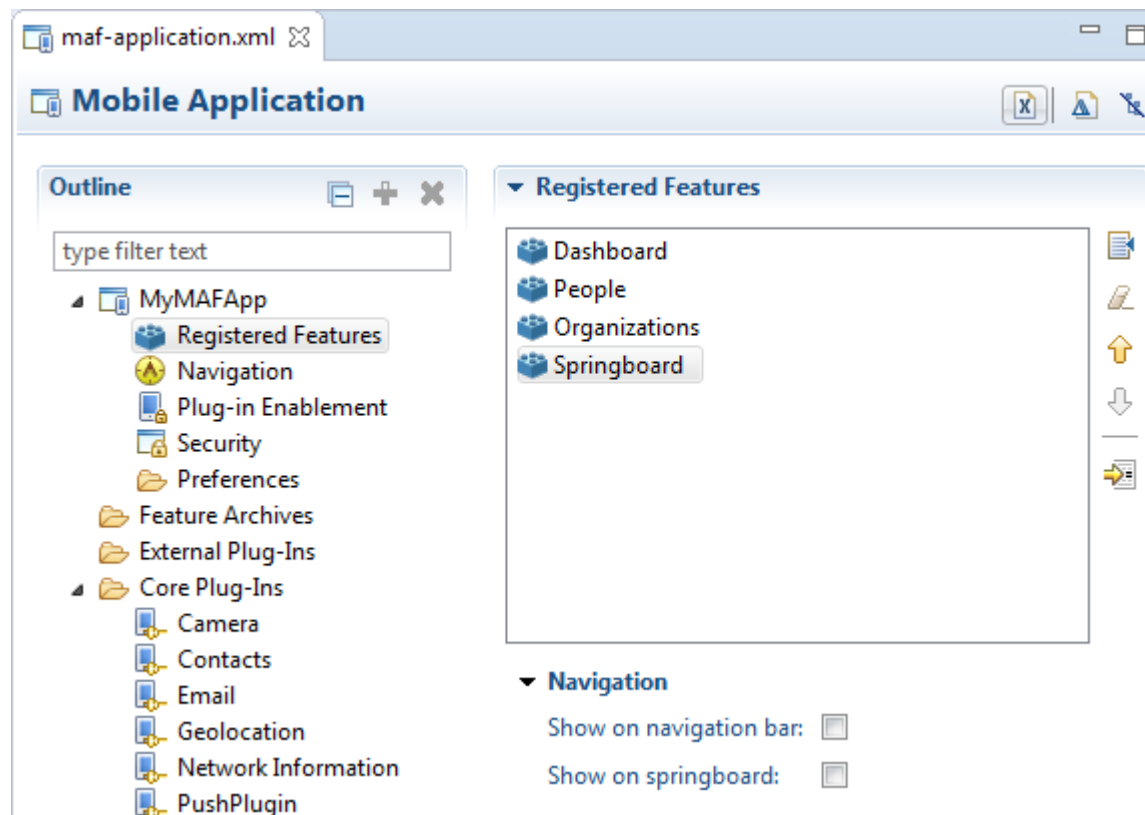 maf-application.xml
Mobile Application
Outline
type filter text
MyMAFApp
Registered Features
Navigation
Plug-in Enablement
Security
Preferences
Feature Archives
External Plug-Ins
Core Plug-Ins
Camera
Contacts
Email
Geolocation
Network Information
PushPlugin
Registered Features
Dashboard
People
Organizations
Springboard
Navigation
Show on navigation bar:
Show on springboard: